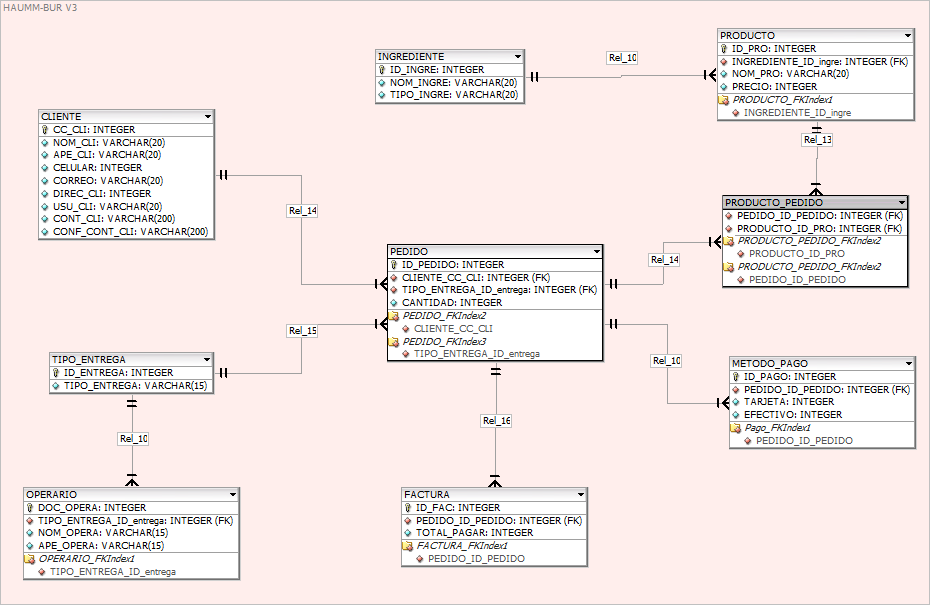 HAUMM-BUR V3
INGREDIENTE
ID_INGRE: INTEGER
NOM_INGRE: VARCHAR(20)
TIPO_INGRE: VARCHAR(20)
Rel_10
PRODUCTO
ID_PRO: INTEGER
INGREDIENTE_ID_ingre: INTEGER (FK)
NOM_PRO: VARCHAR(20)
PRECIO: INTEGER
PRODUCTO_FKIndex1
INGREDIENTE_ID_ingre
Rel_13
CLIENTE
CC_CLI: INTEGER
NOM_CLI: VARCHAR(20)
APE_CLI: VARCHAR(20)
CELULAR: INTEGER
CORREO: VARCHAR(20)
DIREC_CLI: INTEGER
USU_CLI: VARCHAR(20)
CONT_CLI: VARCHAR(200)
CONF_CONT_CLI: VARCHAR(200)
Rel_14
PRODUCTO_PEDIDO
PEDIDO_ID_PEDIDO: INTEGER (FK)
PRODUCTO_ID_PRO: INTEGER (FK)
PRODUCTO_PEDIDO_FKIndex2
PRODUCTO_ID_PRO
PRODUCTO_PEDIDO_FKIndex2
PEDIDO_ID_PEDIDO
Rel_14
PEDIDO
ID_PEDIDO: INTEGER
CLIENTE_CC_CLI: INTEGER (FK)
TIPO_ENTREGA_ID_entrega: INTEGER (FK)
CANTIDAD: INTEGER
PEDIDO_FKIndex2
CLIENTE_CC_CLI
PEDIDO_FKIndex3
TIPO_ENTREGA_ID_entrega
Rel_15
Rel_10
TIPO_ENTREGA
ID_ENTREGA: INTEGER
TIPO_ENTREGA: VARCHAR(15)
METODO_PAGO
ID_PAGO: INTEGER
PEDIDO_ID_PEDIDO: INTEGER (FK)
TARJETA: INTEGER
EFECTIVO: INTEGER
Pago_FKIndex1
PEDIDO_ID_PEDIDO
Rel_10
Rel_16
OPERARIO
DOC_OPERA: INTEGER
TIPO_ENTREGA_ID_entrega: INTEGER (FK)
NOM_OPERA: VARCHAR(15)
APE_OPERA: VARCHAR(15)
OPERARIO_FKIndex1
TIPO_ENTREGA_ID_entrega
FACTURA
ID_FAC: INTEGER
PEDIDO_ID_PEDIDO: INTEGER (FK)
TOTAL_PAGAR: INTEGER
FACTURA_FKIndex1
PEDIDO_ID_PEDIDO